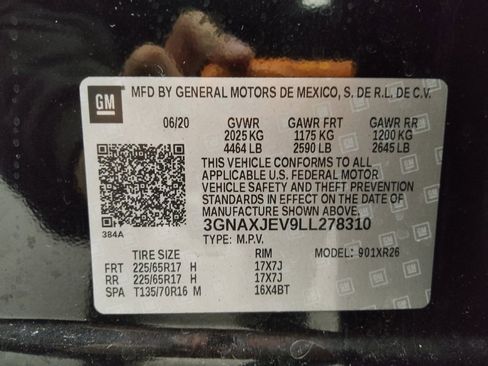 GM
MFD BY GENERAL MOTORS DE MEXICO, S. DE R.L. DE C.V.
06/20 GVWR GAWR FRT GAWR RR
2025 KG 1175 KG 1200 KG
4464 LB 2590 LB 2645 LB
THIS VEHICLE CONFORMS TO ALL
APPLICABLE U.S. FEDERAL MOTOR
VEHICLE SAFETY AND THEFT PREVENTION
STANDARDS IN EFFECT ON THE DATE OF
MANUFACTURE SHOWN ABOVE.
384A 3GNAXJEV9LL278310
TYPE: M.P.V.
TIRE SIZE RIM MODEL: 901XR26
FRT 225/65R17 H 17X7J
RR 225/65R17 H 17X7J
SPA T135/70R16 M 16X4BT